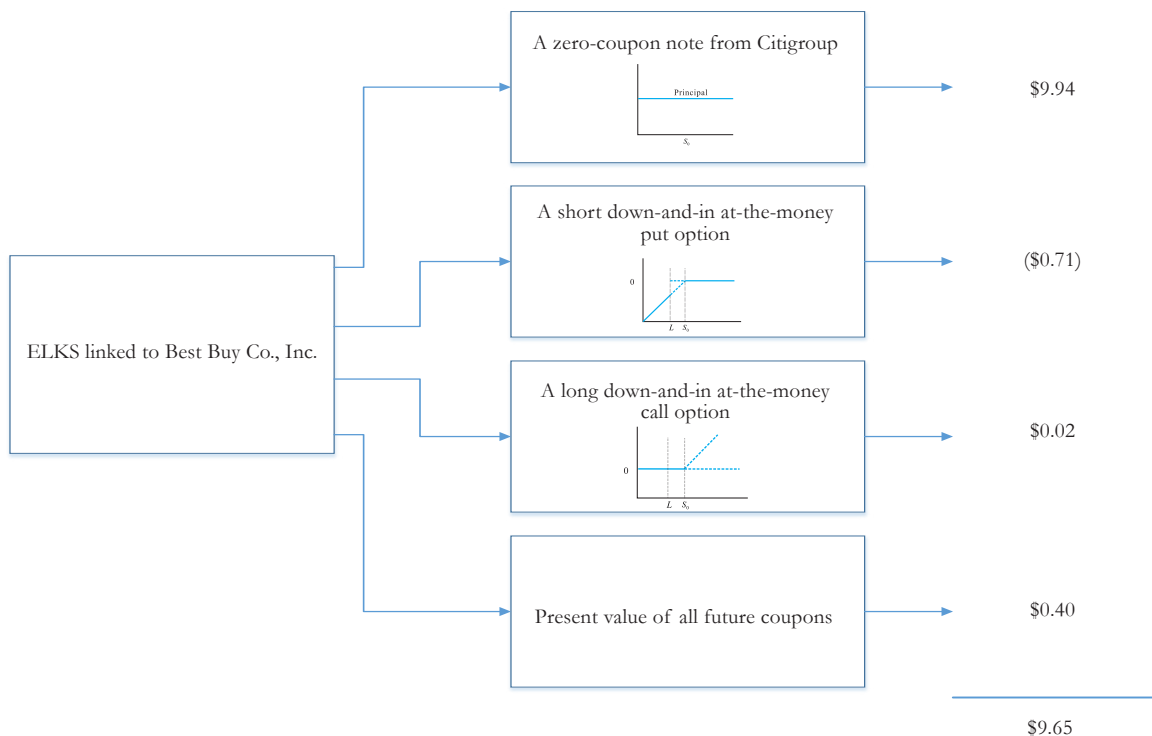 A zero-coupon note from Citigroup
Principal
S₀
$9.94
A short down-and-in at-the-money
put option
0
L S₀
($0.71)
ELKS linked to Best Buy Co., Inc.
A long down-and-in at-the-money
call option
0
L S₀
$0.02
Present value of all future coupons
$0.40
$9.65